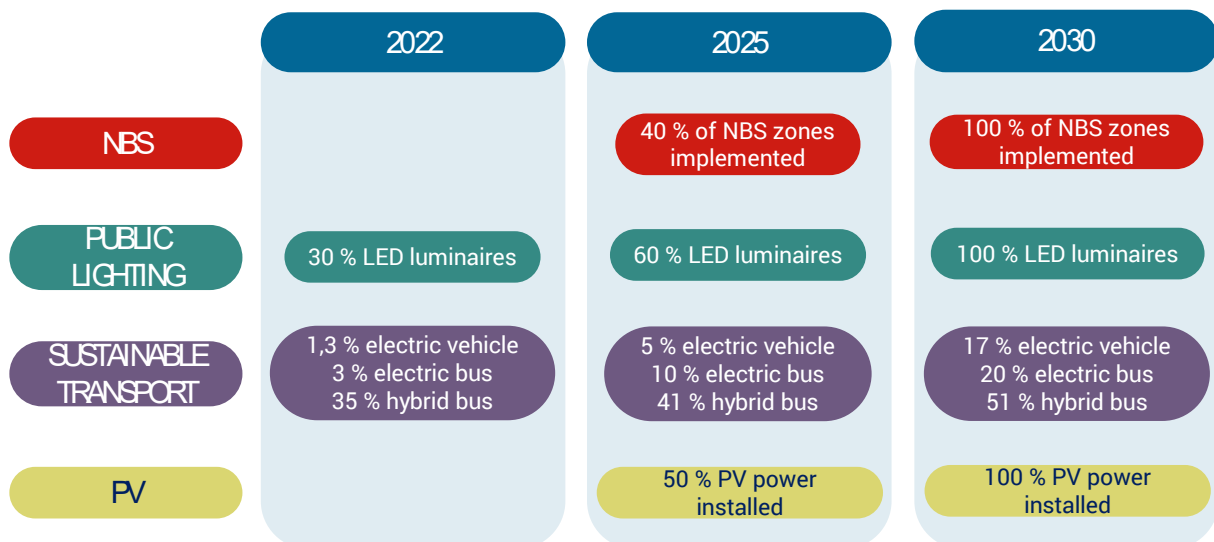 2022
2025
2030
NBS
40 % of NBS zones
implemented
100 % of NBS zones
implemented
PUBLIC
LIGHTING
30 % LED luminaires
60 % LED luminaires
100 % LED luminaires
SUSTAINABLE
TRANSPORT
1,3 % electric vehicle
3 % electric bus
35 % hybrid bus
5 % electric vehicle
10 % electric bus
41 % hybrid bus
17 % electric vehicle
20 % electric bus
51 % hybrid bus
PV
50 % PV power
installed
100 % PV power
installed